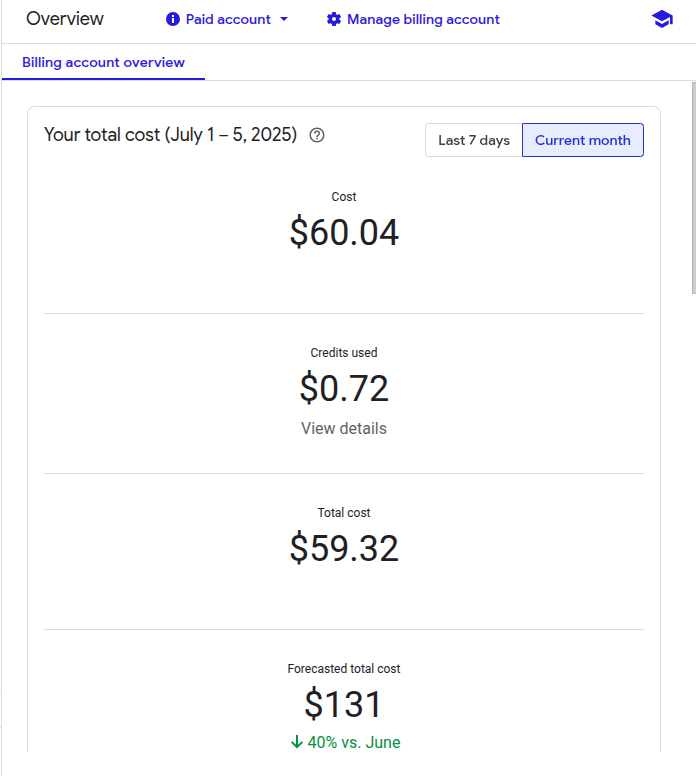 Overview Paid account Manage billing account
Billing account overview
Your total cost (July 1 – 5, 2025)
Last 7 days Current month
Cost
$60.04
Credits used
$0.72
View details
Total cost
$59.32
Forecasted total cost
$131
40% vs. June